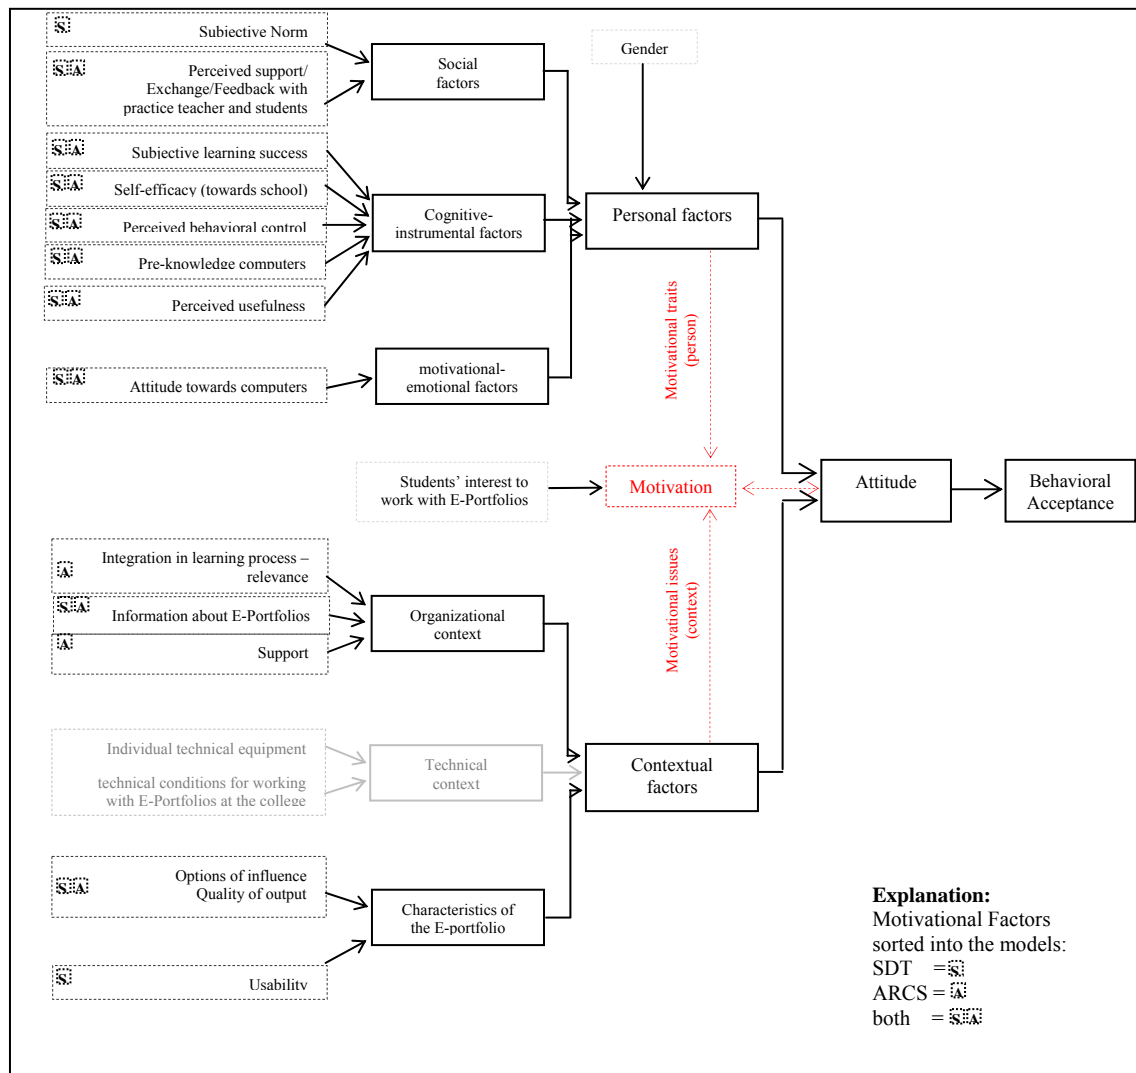 S
Subjective Norm
S A
Perceived support/
Exchange/Feedback with
practice teacher and students
Social
factors
Gender
S A
Subjective learning success
S A
Self-efficacy (towards school)
S A
Perceived behavioral control
S A
Pre-knowledge computers
S A
Perceived usefulness
Cognitive-
instrumental factors
Personal factors
S A
Attitude towards computers
motivational-
emotional factors
Motivational traits
(person)
Students’ interest to
work with E-Portfolios
Motivation
Attitude
Behavioral
Acceptance
Motivational issues
(context)
A
Integration in learning process –
relevance
S A
Information about E-Portfolios
A
Support
Organizational
context
Individual technical equipment
technical conditions for working
with E-Portfolios at the college
Technical
context
Contextual
factors
S A
Options of influence
Quality of output
S
Usability
Characteristics of
the E-portfolio
Explanation:
Motivational Factors
sorted into the models:
SDT = S
ARCS = A
both = S A